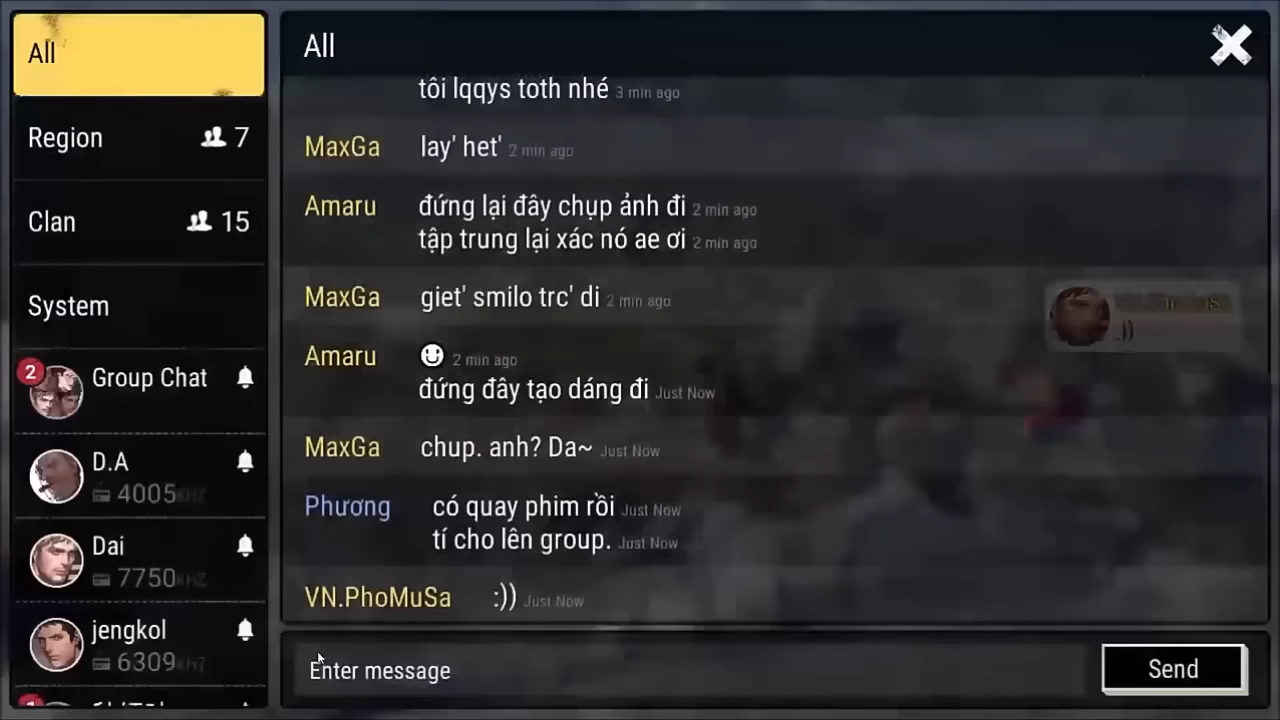 All
Region 7
Clan 15
System
2
Group Chat
D.A
4005KHZ
Dai
7750KHZ
jengkol
6309KHZ
All
tôi lqqys toth nhé 3 min ago
MaxGa lay' het' 2 min ago
Amaru đứng lại đây chụp ảnh đi 2 min ago
tập trung lại xác nó ae ơi 2 min ago
MaxGa giet' smilo trc' di 2 min ago
Amaru 2 min ago
đứng đây tạo dáng đi Just Now
MaxGa chup. anh? Da~ Just Now
Phương có quay phim rồi Just Now
tí cho lên group. Just Now
VN.PhoMuSa :)) Just Now
:))
Enter message
Send